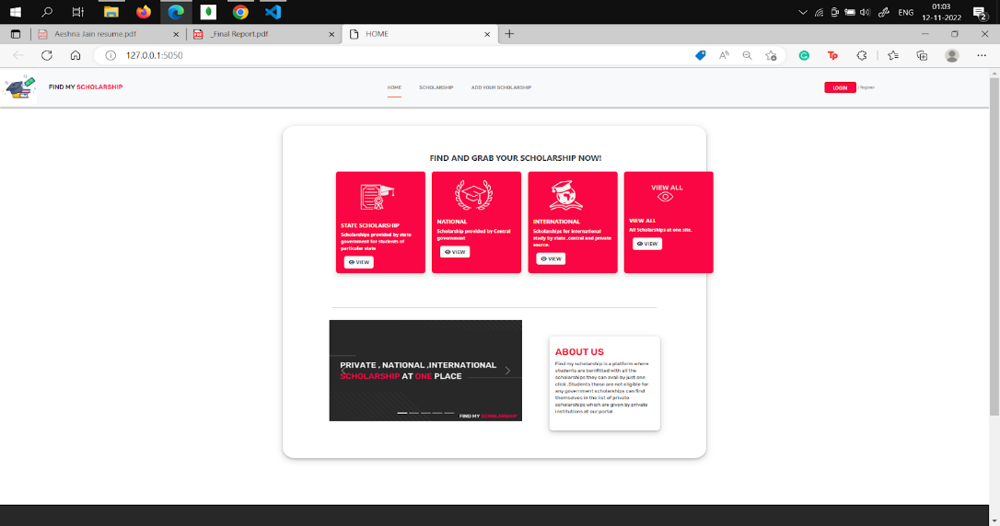 ENG
01:03
12-11-2022
2
Aeshna Jain resume.pdf
_Final Report.pdf
HOME
127.0.0.1:5050
FIND MY SCHOLARSHIP
HOME
SCHOLARSHIP
ADD YOUR SCHOLARSHIP
LOGIN
/ Register
FIND AND GRAB YOUR SCHOLARSHIP NOW!
STATE SCHOLARSHIP
Scholarships provided by state
government for students of
particular state
VIEW
NATIONAL
Scholarship provided by Central
government
VIEW
INTERNATIONAL
Scholarships for International
study by state ,central and private
source.
VIEW
VIEW ALL
VIEW ALL
All Scholarships at one site.
VIEW
PRIVATE , NATIONAL ,INTERNATIONAL
SCHOLARSHIP AT ONE PLACE
FIND MY SCHOLARSHIP
ABOUT US
Find my scholarship is a platform where
students are benifitted with all the
scholarships they can avail by just one
click ,Students those are not eligible for
any government scholarships can find
themselves in the list of private
scholarships which are given by private
institutions at our portal